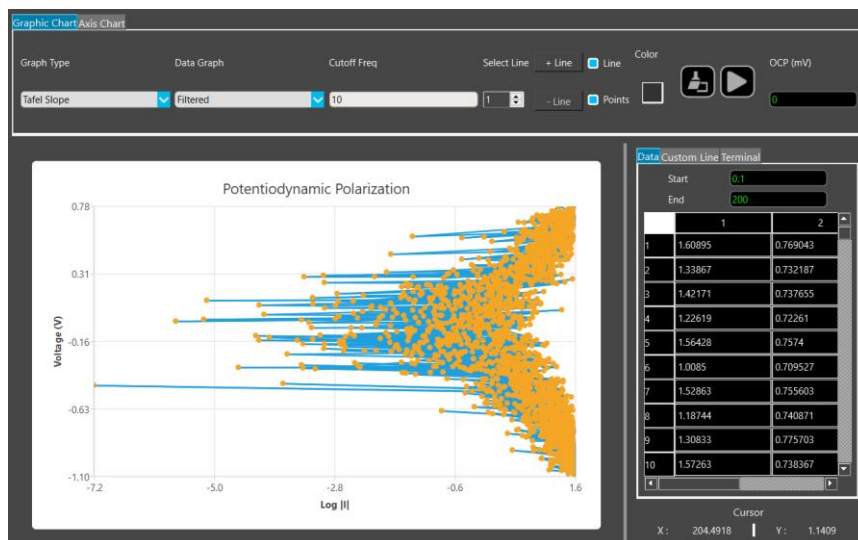 Graphic Chart Axis Chart
Graph Type Data Graph Cutoff Freq Select Line + Line Line Color OCP (mV)
Tafel Slope Filtered 10 1 - Line Points 0
Potentiodynamic Polarization
0.78
0.31
-0.16
-0.63
-1.10
Voltage (V)
-7.2 -5.0 -2.8 -0.6 1.6
Log |I|
Data Custom Line Terminal
Start 0.1
End 200
1 2
1 1.60895 0.769043
2 1.33867 0.732187
3 1.42171 0.737655
4 1.22619 0.72261
5 1.56428 0.7574
6 1.0085 0.709527
7 1.52863 0.755603
8 1.18744 0.740871
9 1.30833 0.775703
10 1.57263 0.738367
Cursor
X : 204.4918 Y : 1.1409